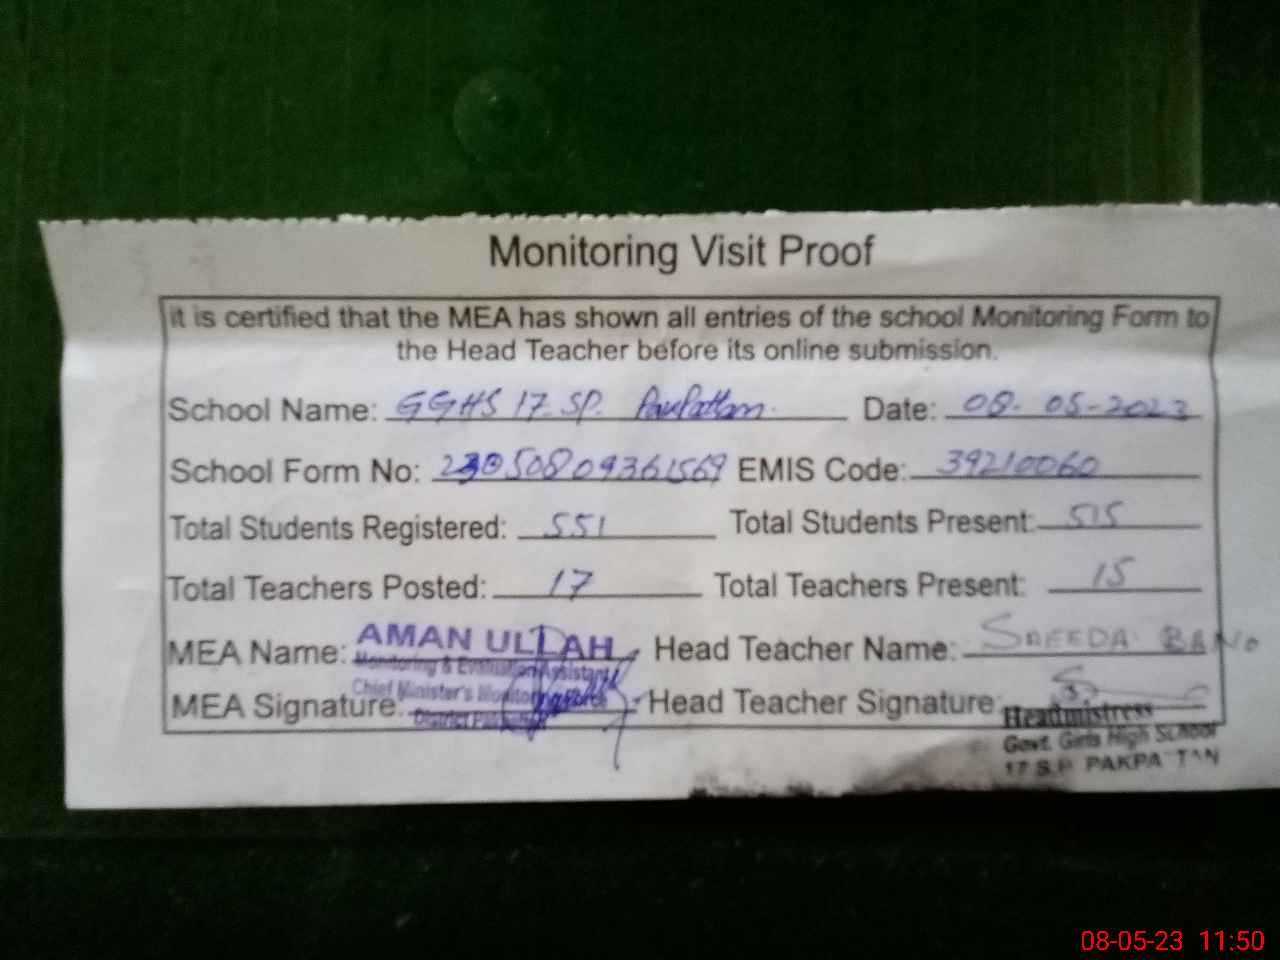 Monitoring Visit Proof
it is certified that the MEA has shown all entries of the school Monitoring Form to
the Head Teacher before its online submission.
School Name: GGHS 17. SP. PakPattan. Date: 08-05-2023
School Form No: 23050809361569 EMIS Code: 39210060
Total Students Registered: 551 Total Students Present: 515
Total Teachers Posted: 17 Total Teachers Present: 15
MEA Name: AMAN ULLAH Head Teacher Name: SAEEDA BANO
Monitoring & Evaluation Assistant
Chief Minister's Monitoring
MEA Signature: Head Teacher Signature:
District
Headmistress
Govt. Girls High School
17 S.P. PAKPATTAN
08-05-23 11:50